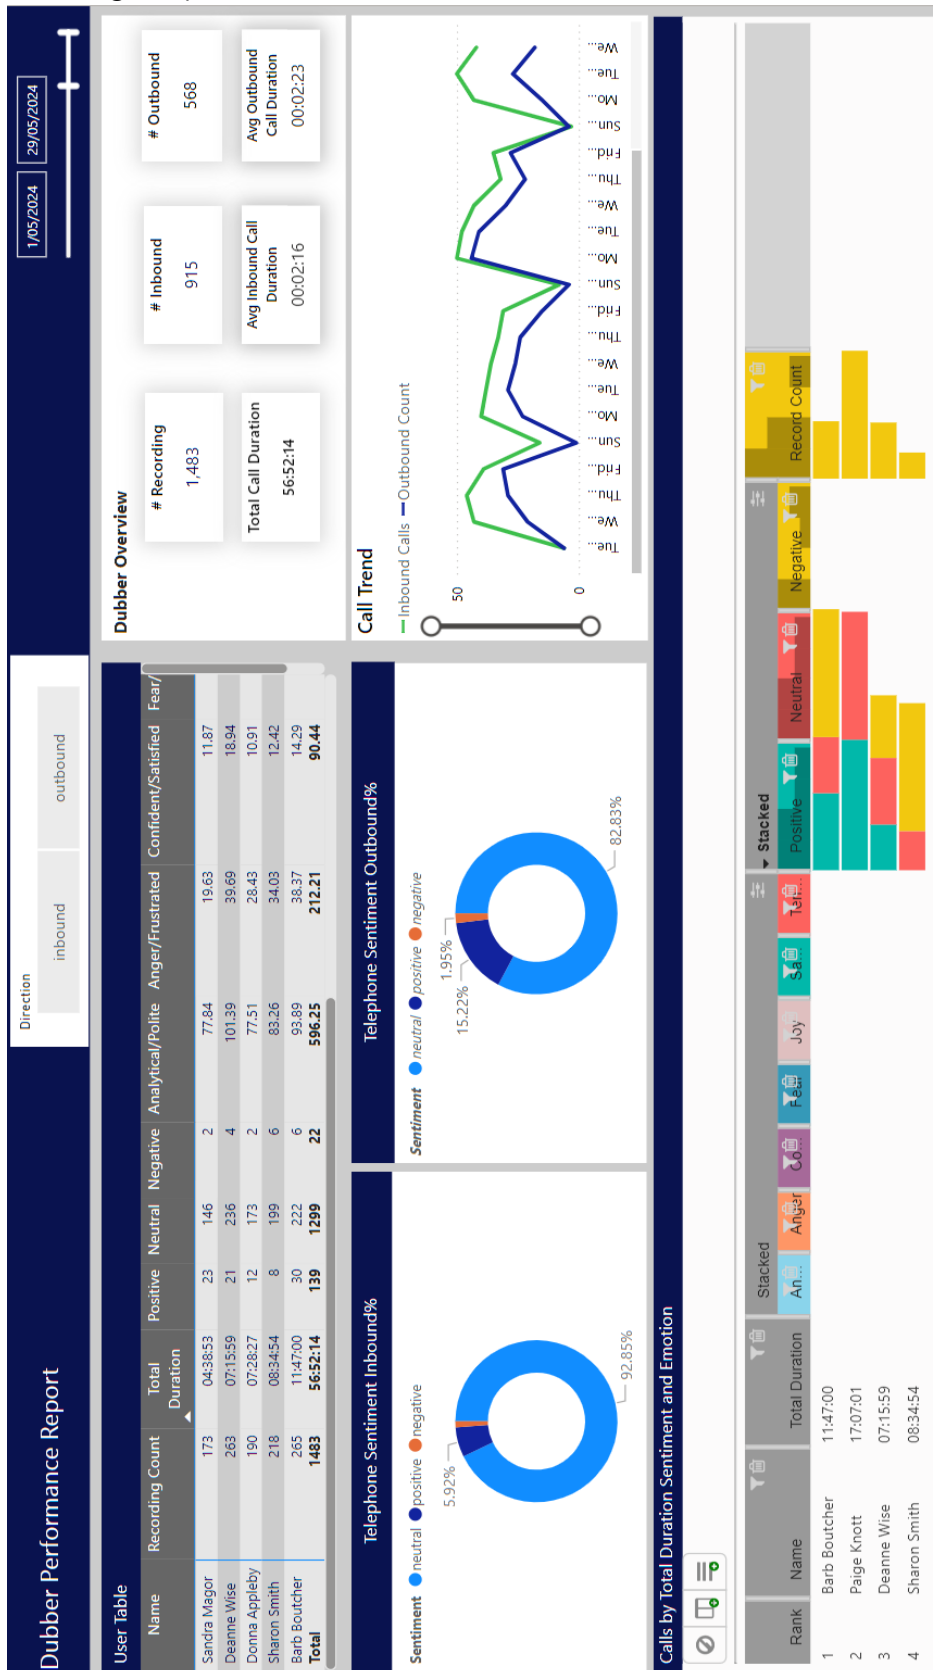 Dubber Performance Report
Direction
inbound
outbound
1/05/2024
29/05/2024
User Table
Name Recording Count Total Duration Positive Neutral Negative Analytical/Polite Anger/Frustrated Confident/Satisfied Fear/
Sandra Magor 173 04:38:53 23 146 2 77.84 19.63 11.87
Deanne Wise 263 07:15:59 21 236 4 101.39 39.69 18.94
Donna Appleby 190 07:28:27 12 173 2 77.51 28.43 10.91
Sharon Smith 218 08:34:54 8 199 6 83.26 34.03 12.42
Barb Boutcher 265 11:47:00 30 222 6 93.89 38.37 14.29
Total 1483 56:52:14 139 1299 22 596.25 212.21 90.44
Dubber Overview
# Recording
1,483
# Inbound
915
# Outbound
568
Total Call Duration
56:52:14
Avg Inbound Call
Duration
00:02:16
Avg Outbound
Call Duration
00:02:23
Telephone Sentiment Inbound%
Sentiment neutral positive negative
5.92%
92.85%
Telephone Sentiment Outbound%
Sentiment neutral positive negative
1.95%
15.22%
82.83%
Call Trend
Inbound Calls Outbound Count
50
0
Tue... We... Thu... Frid... Sun... Mo... Tue... We... Thu... Frid... Sun... Mo... Tue... We... Thu... Frid... Sun... Mo... Tue... We...
Calls by Total Duration Sentiment and Emotion
Stacked
Stacked
Rank Name Total Duration An... Anger Co... Fear Joy Sa... Ten... Positive Neutral Negative Record Count
1 Barb Boutcher 11:47:00
2 Paige Knott 17:07:01
3 Deanne Wise 07:15:59
4 Sharon Smith 08:34:54